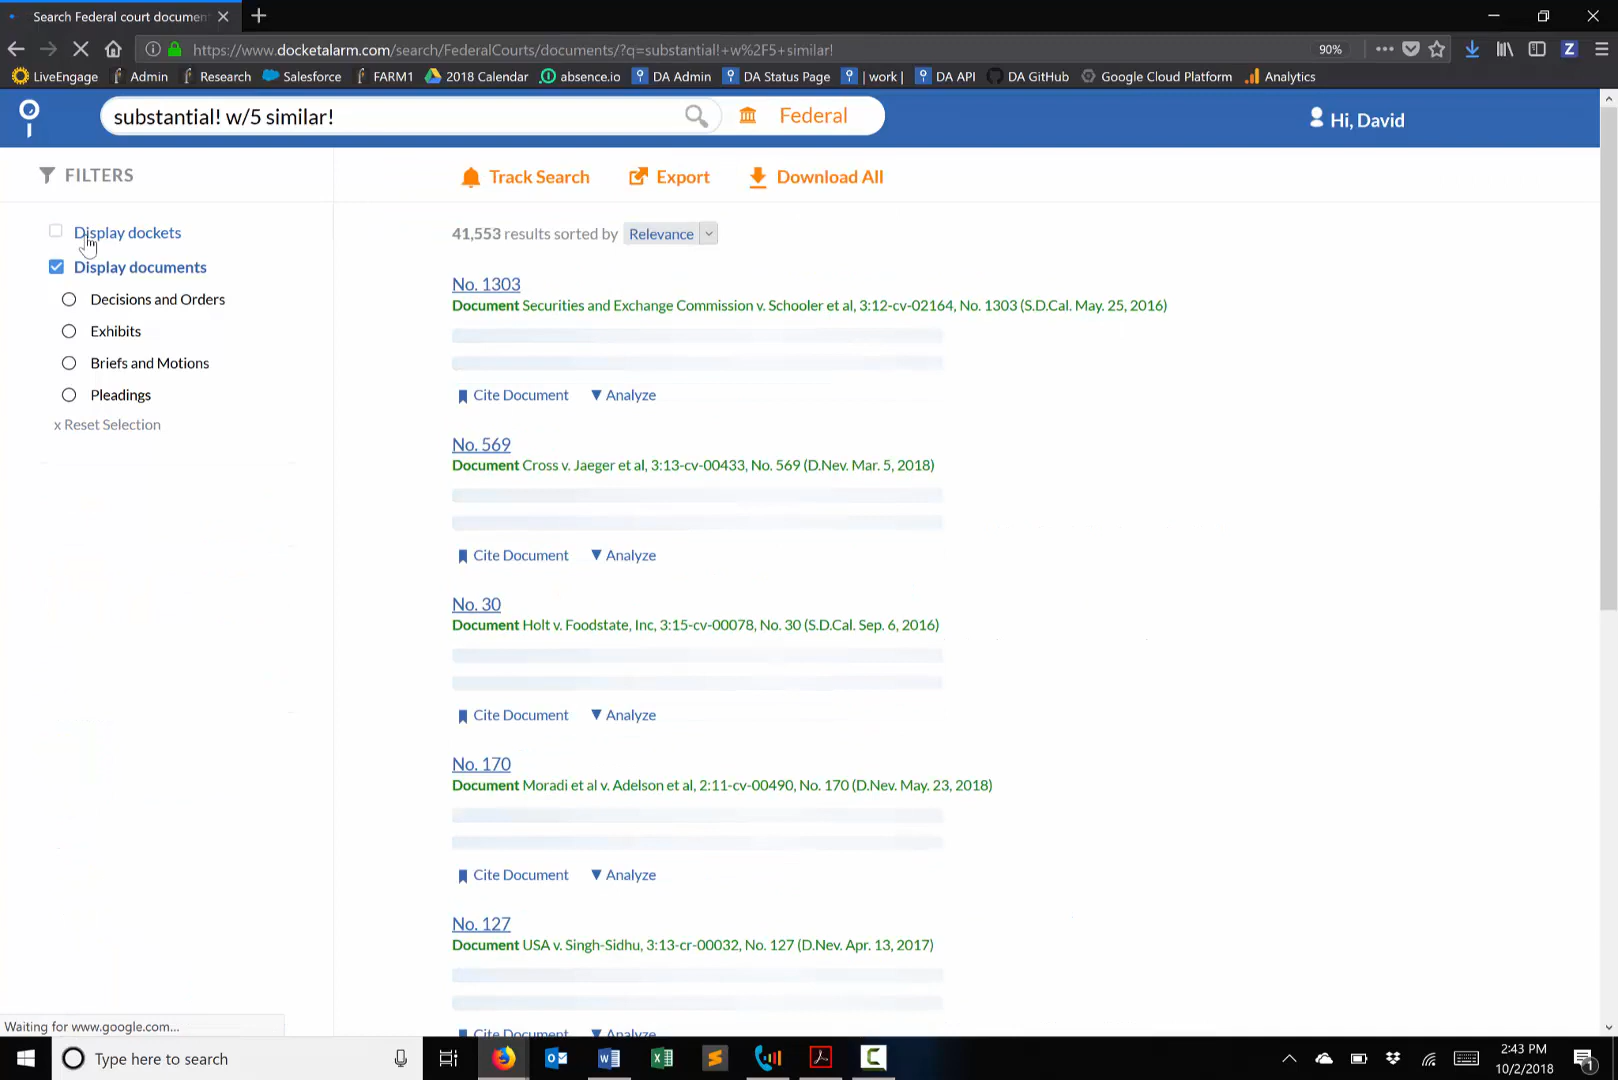 Search Federal court documen
https://www.docketalarm.com/search/FederalCourts/documents/?q=substantial!+w%2F5+similar!
90%
LiveEngage Admin Research Salesforce FARM1 2018 Calendar absence.io DA Admin DA Status Page | work | DA API DA GitHub Google Cloud Platform Analytics
substantial! w/5 similar!
Federal
Hi, David
FILTERS
Display dockets
Display documents
Decisions and Orders
Exhibits
Briefs and Motions
Pleadings
x Reset Selection
Track Search Export Download All
41,553 results sorted by Relevance
No. 1303
Document Securities and Exchange Commission v. Schooler et al, 3:12-cv-02164, No. 1303 (S.D.Cal. May. 25, 2016)
Cite Document Analyze
No. 569
Document Cross v. Jaeger et al, 3:13-cv-00433, No. 569 (D.Nev. Mar. 5, 2018)
Cite Document Analyze
No. 30
Document Holt v. Foodstate, Inc, 3:15-cv-00078, No. 30 (S.D.Cal. Sep. 6, 2016)
Cite Document Analyze
No. 170
Document Moradi et al v. Adelson et al, 2:11-cv-00490, No. 170 (D.Nev. May. 23, 2018)
Cite Document Analyze
No. 127
Document USA v. Singh-Sidhu, 3:13-cr-00032, No. 127 (D.Nev. Apr. 13, 2017)
Cite Document Analyze
Waiting for www.google.com...
Type here to search
2:43 PM
10/2/2018
1